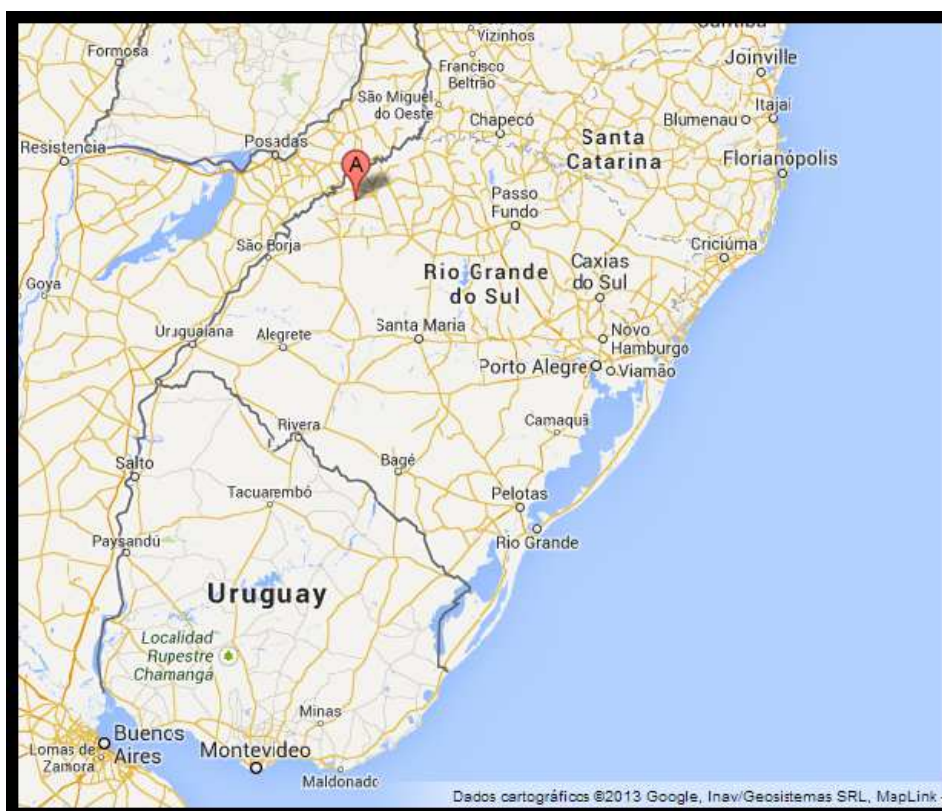 Curitiba
Vizinhos
Formosa
Joinville
Francisco
Beltrão
São Miguel
do Oeste
Itajaí
Chapecó
Blumenau
Santa
Catarina
Posadas
Resistencia
Florianópolis
A
Passo
Fundo
São Borja
Criciúma
Caxias
do Sul
Rio Grande
do Sul
Goya
Uruguaiana
Alegrete
Santa Maria
Novo
Hamburgo
Porto Alegre
Viamão
Camaquã
Rivera
Salto
Bagé
Tacuarembó
Pelotas
Paysandú
Rio Grande
Uruguay
Localidad
Rupestre
Chamangá
Minas
Buenos
Aires
Lomas de
Zamora
Montevideo
Maldonado
Dados cartográficos ©2013 Google, Inav/Geosistemas SRL, MapLink -